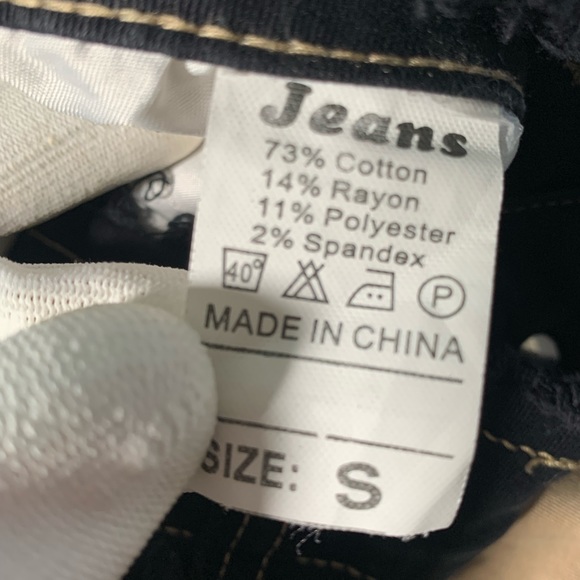 Jeans
73% Cotton
14% Rayon
11% Polyester
2% Spandex
40° P
MADE IN CHINA
SIZE: S